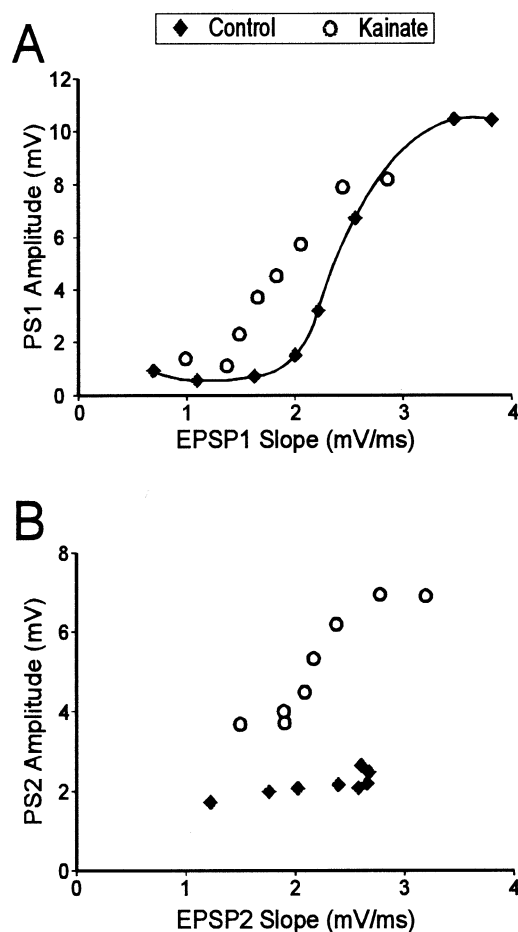 Control Kainate
A
12
10
8
6
4
2
0
PS1 Amplitude (mV)
0 1 2 3 4
EPSP1 Slope (mV/ms)
B
8
6
4
2
0
PS2 Amplitude (mV)
0 1 2 3 4
EPSP2 Slope (mV/ms)